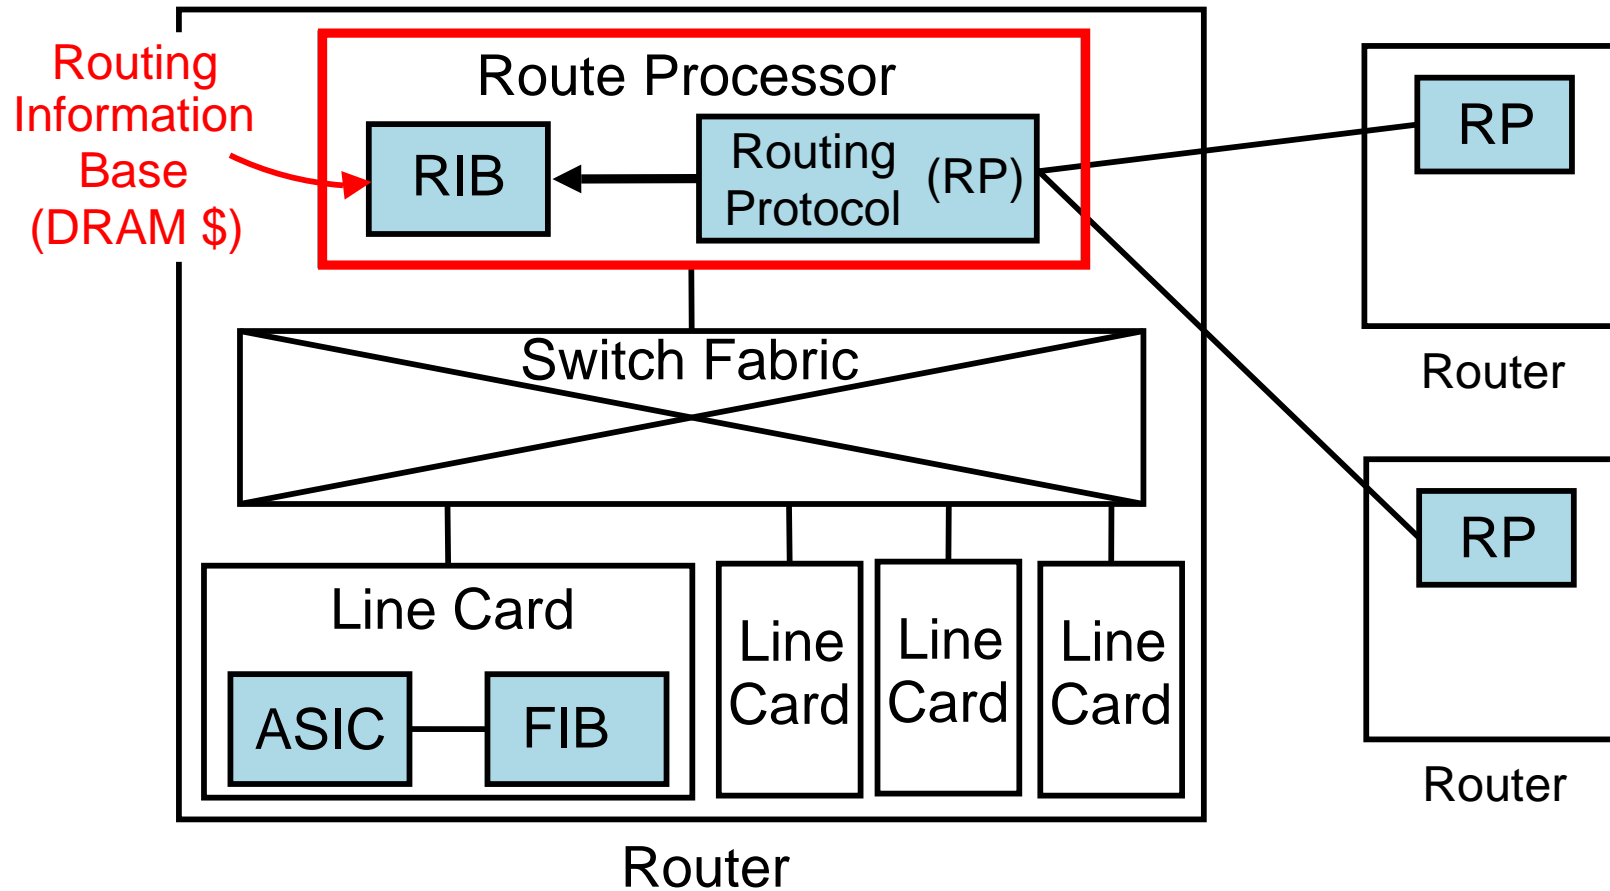 Routing
Information
Base
(DRAM $)
Route Processor
RIB
Routing
Protocol
(RP)
RP
Router
Switch Fabric
RP
Router
Line Card
ASIC
FIB
Line
Card
Line
Card
Line
Card
Router